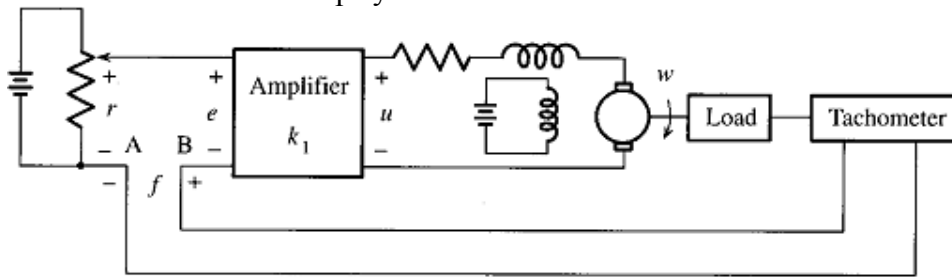 w
+ + Amplifier +
r e k₁ u Load Tachometer
− A B − −
− f +